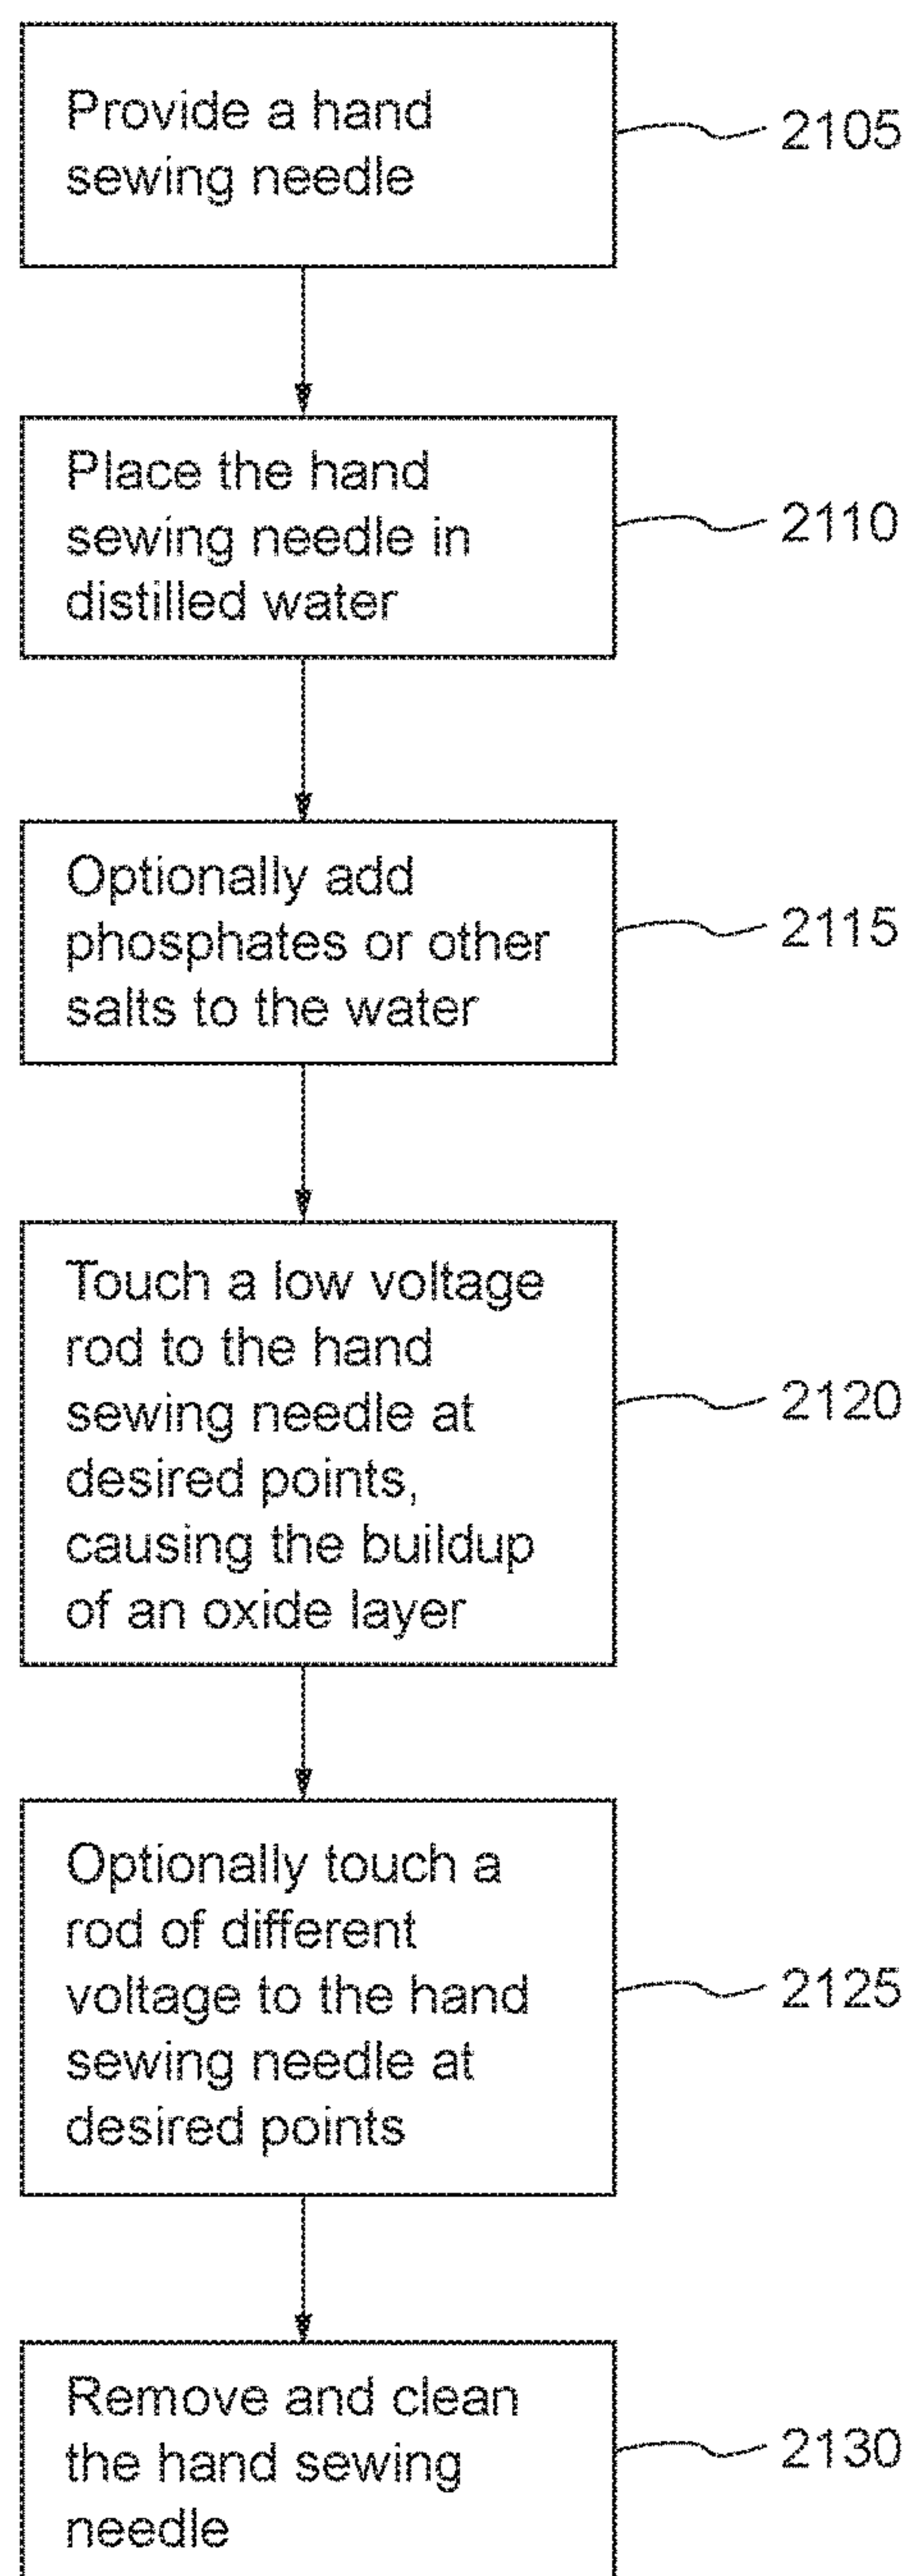 Provide a hand
sewing needle
2105
Place the hand
sewing needle in
distilled water
2110
Optionally add
phosphates or other
salts to the water
2115
Touch a low voltage
rod to the hand
sewing needle at
desired points,
causing the buildup
of an oxide layer
2120
Optionally touch a
rod of different
voltage to the hand
sewing needle at
desired points
2125
Remove and clean
the hand sewing
needle
2130